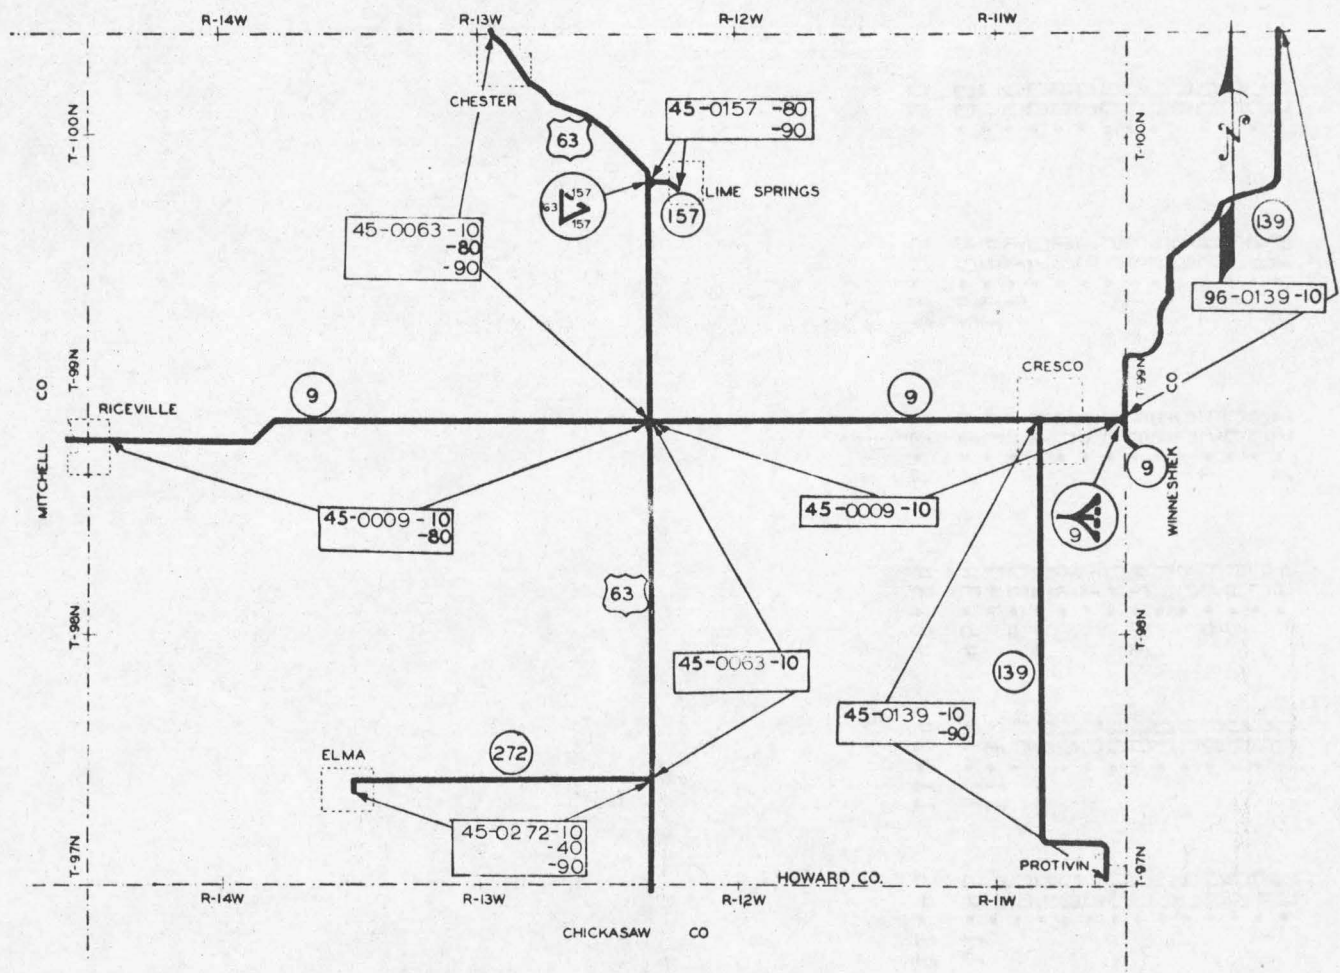 R-14W R-13W R-12W R-11W
CHESTER
45-0157 -80
-90
T-100N
T-100N
N
63
LIME SPRINGS
157
63
157
157
139
45-0063-10
-80
-90
96-0139-10
CRESCO
T-99N
T-99N
CO
CO
RICEVILLE
9
9
MITCHELL
9
WINNESHIEK
45-0009-10
-80
45-0009-10
9
63
T-98N
T-98N
45-0063-10
139
45-0139 -10
-90
ELMA
272
45-0272-10
-40
-90
T-97N
PROTIVIN
T-97N
HOWARD CO.
R-14W R-13W R-12W R-11W
CHICKASAW CO